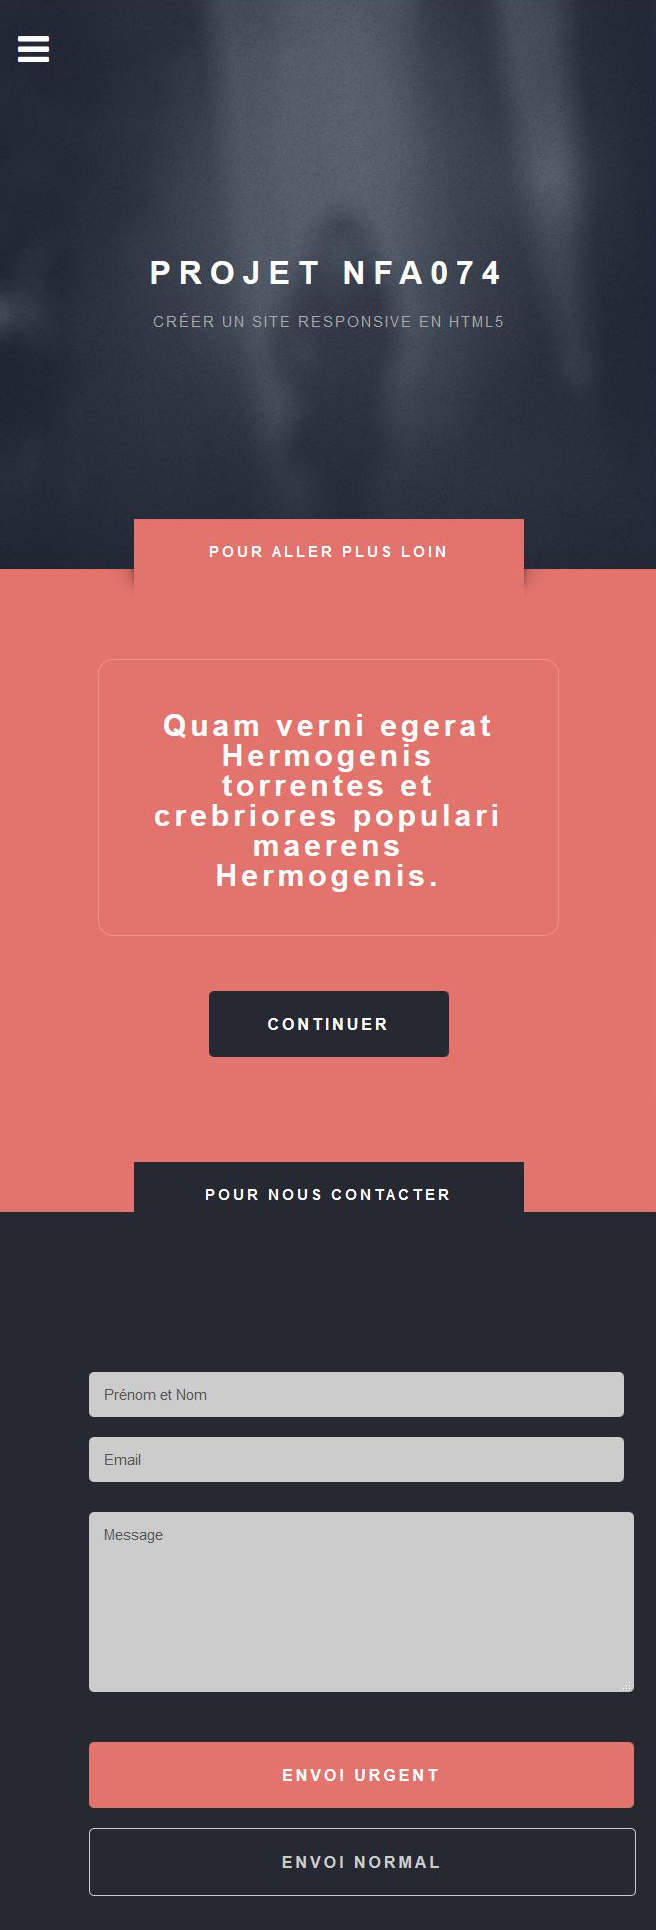 PROJET NFA074
CRÉER UN SITE RESPONSIVE EN HTML5
POUR ALLER PLUS LOIN
Quam verni egerat
Hermogenis
torrentes et
crebriores populari
maerens
Hermogenis.
CONTINUER
POUR NOUS CONTACTER
Prénom et Nom
Email
Message
ENVOI URGENT
ENVOI NORMAL